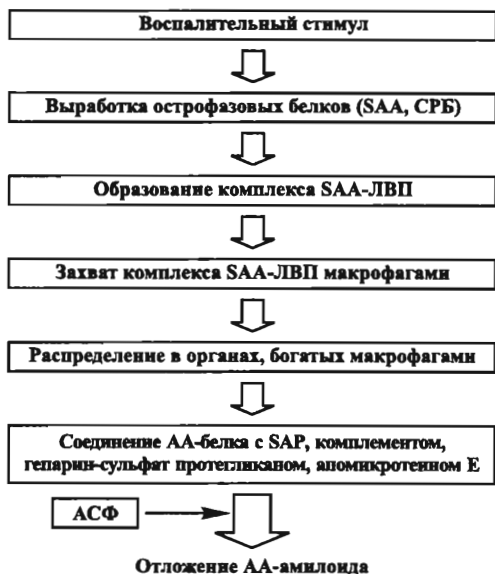 Воспалительный стимул
Выработка острофазовых белков (SAA, СРБ)
Образование комплекса SAA-ЛВП
Захват комплекса SAA-ЛВП макрофагами
Распределение в органах, богатых макрофагами
Соединение АА-белка с SAP, комплементом,
гепарин-сульфат протегликаном, апомикротеином Е
АСФ
Отложение АА-амилоида